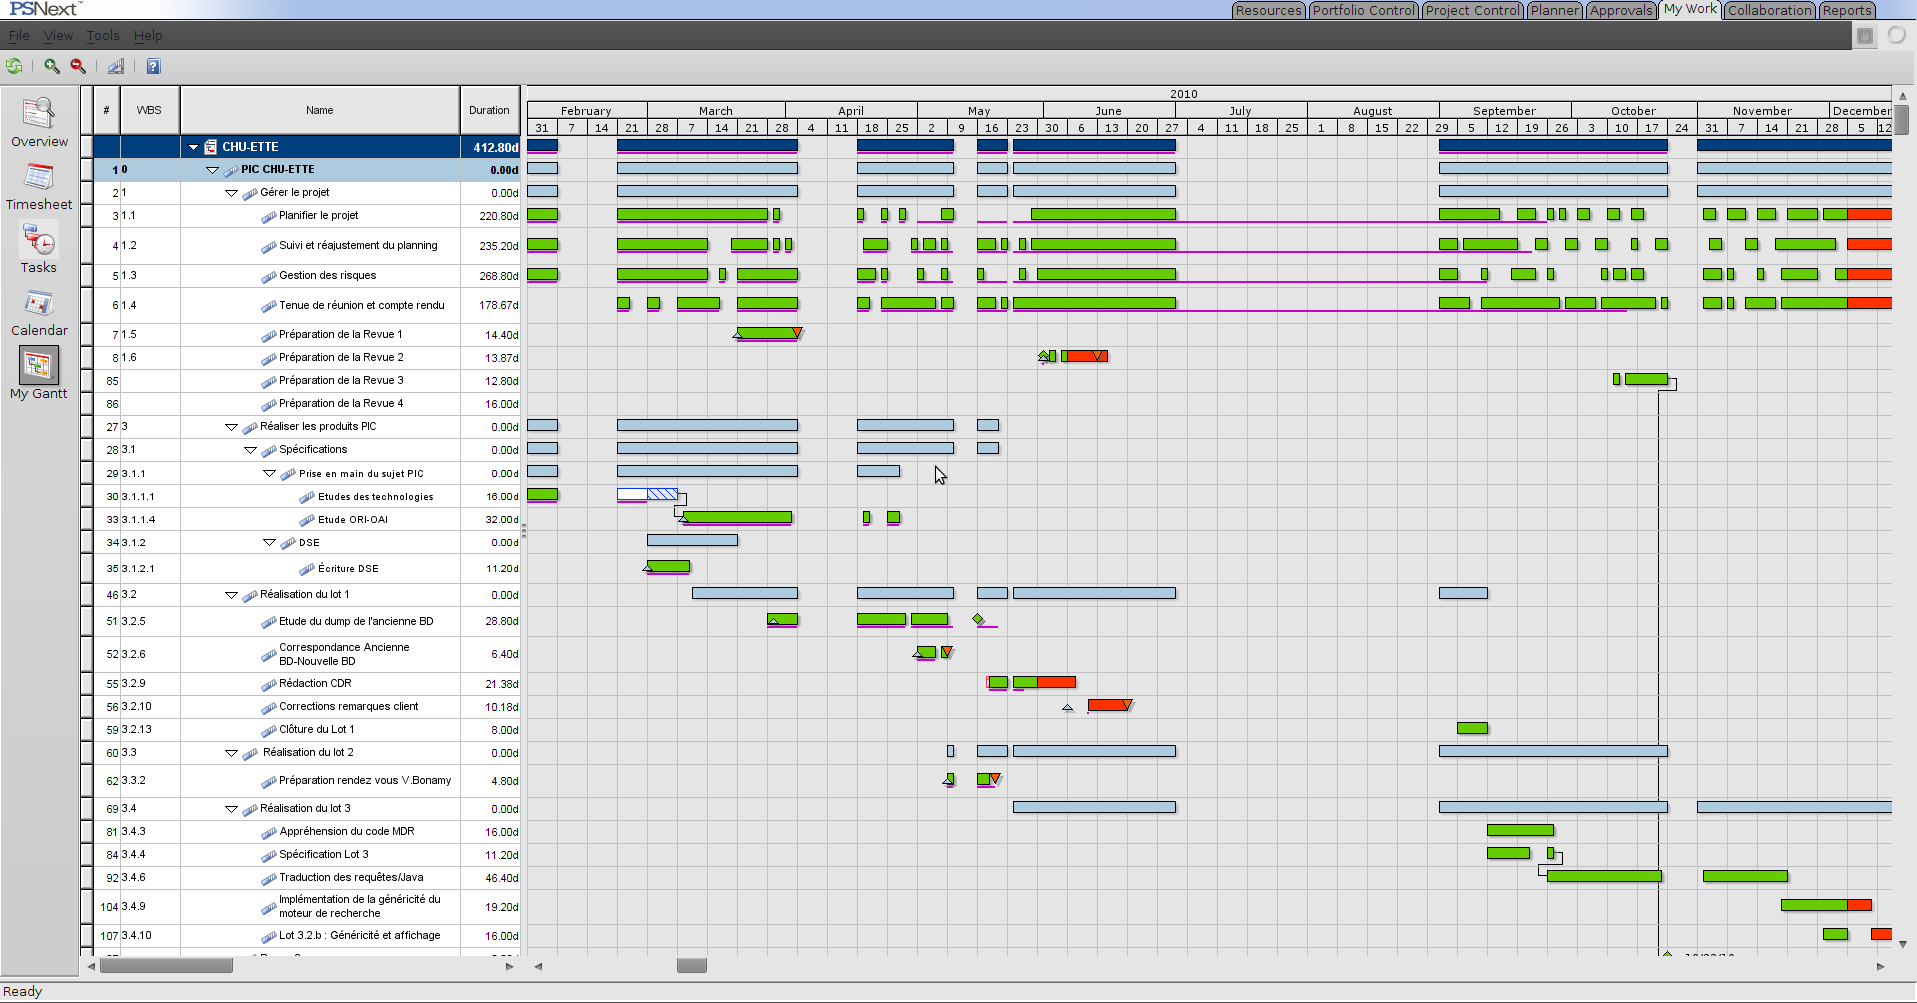 PSNext™
Resources Portfolio Control Project Control Planner Approvals My Work Collaboration Reports
File View Tools Help
Overview
Timesheet
Tasks
Calendar
My Gantt
# WBS Name Duration
2010
February March April May June July August September October November December
31 7 14 21 28 7 14 21 28 4 11 18 25 2 9 16 23 30 6 13 20 27 4 11 18 25 1 8 15 22 29 5 12 19 26 3 10 17 24 31 7 14 21 28 5 12
CHU-ETTE 412.80d
1 0 PIC CHU-ETTE 0.00d
2 1 Gérer le projet 0.00d
3 1.1 Planifier le projet 220.80d
4 1.2 Suivi et réajustement du planning 235.20d
5 1.3 Gestion des risques 268.80d
6 1.4 Tenue de réunion et compte rendu 178.67d
7 1.5 Préparation de la Revue 1 14.40d
8 1.6 Préparation de la Revue 2 13.87d
85 Préparation de la Revue 3 12.80d
86 Préparation de la Revue 4 16.00d
27 3 Réaliser les produits PIC 0.00d
28 3.1 Spécifications 0.00d
29 3.1.1 Prise en main du sujet PIC 0.00d
30 3.1.1.1 Etudes des technologies 16.00d
33 3.1.1.4 Etude ORI-OAI 32.00d
34 3.1.2 DSE 0.00d
35 3.1.2.1 Écriture DSE 11.20d
46 3.2 Réalisation du lot 1 0.00d
51 3.2.5 Etude du dump de l'ancienne BD 28.80d
52 3.2.6 Correspondance Ancienne
BD-Nouvelle BD 6.40d
55 3.2.9 Rédaction CDR 21.38d
56 3.2.10 Corrections remarques client 10.18d
59 3.2.13 Clôture du Lot 1 8.00d
60 3.3 Réalisation du lot 2 0.00d
62 3.3.2 Préparation rendez vous V.Bonamy 4.80d
69 3.4 Réalisation du lot 3 0.00d
81 3.4.3 Appréhension du code MDR 16.00d
84 3.4.4 Spécification Lot 3 11.20d
92 3.4.6 Traduction des requêtes/Java 46.40d
104 3.4.9 Implémentation de la généricité du
moteur de recherche 19.20d
107 3.4.10 Lot 3.2.b : Généricité et affichage 16.00d
Ready